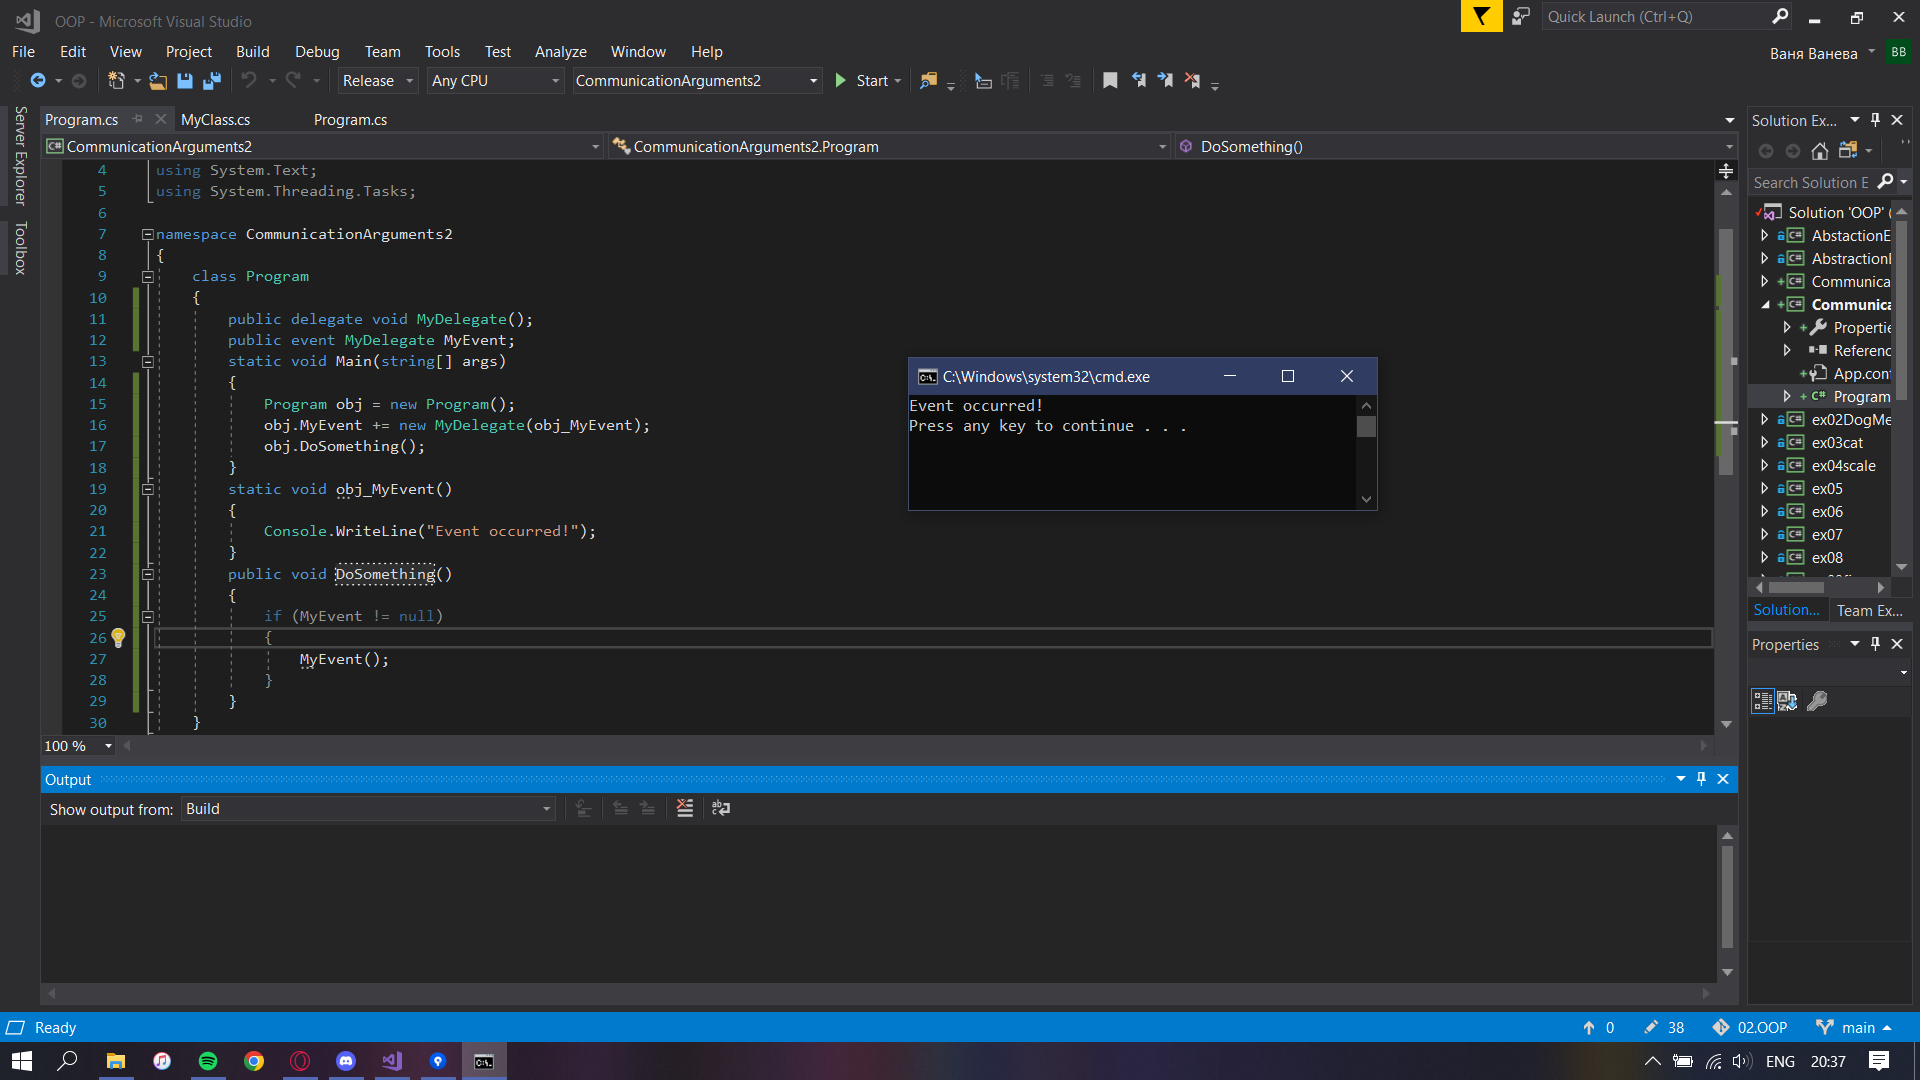 OOP - Microsoft Visual Studio
Quick Launch (Ctrl+Q)
File Edit View Project Build Debug Team Tools Test Analyze Window Help
Ваня Ванева BB
Release Any CPU CommunicationArguments2 Start
Server Explorer
Toolbox
Program.cs MyClass.cs Program.cs
CommunicationArguments2 CommunicationArguments2.Program DoSomething()
4 using System.Text;
5 using System.Threading.Tasks;
6
7 namespace CommunicationArguments2
8 {
9 class Program
10 {
11 public delegate void MyDelegate();
12 public event MyDelegate MyEvent;
13 static void Main(string[] args)
14 {
15 Program obj = new Program();
16 obj.MyEvent += new MyDelegate(obj_MyEvent);
17 obj.DoSomething();
18 }
19 static void obj_MyEvent()
20 {
21 Console.WriteLine("Event occurred!");
22 }
23 public void DoSomething()
24 {
25 if (MyEvent != null)
26 {
27 MyEvent();
28 }
29 }
30 }
100 %
C:\Windows\system32\cmd.exe
Event occurred!
Press any key to continue . . .
Solution Ex...
Search Solution E
Solution 'OOP' (
AbstactionE
AbstractionI
Communica
Communica
Propertie
Referenc
App.con
Program
ex02DogMe
ex03cat
ex04scale
ex05
ex06
ex07
ex08
Solution... Team Ex...
Properties
Output
Show output from: Build
Ready
0 38 02.OOP main
ENG 20:37